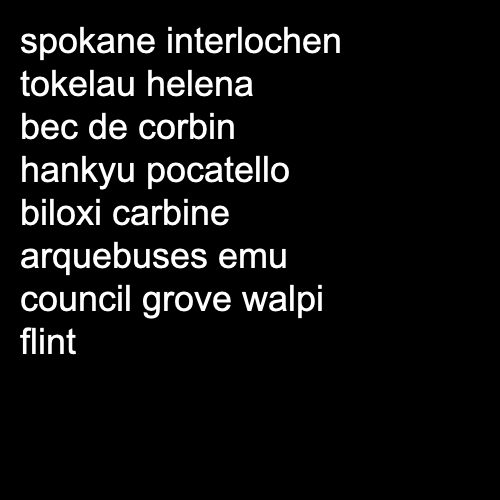 spokane interlochen
tokelau helena
bec de corbin
hankyu pocatello
biloxi carbine
arquebuses emu
council grove walpi
flint